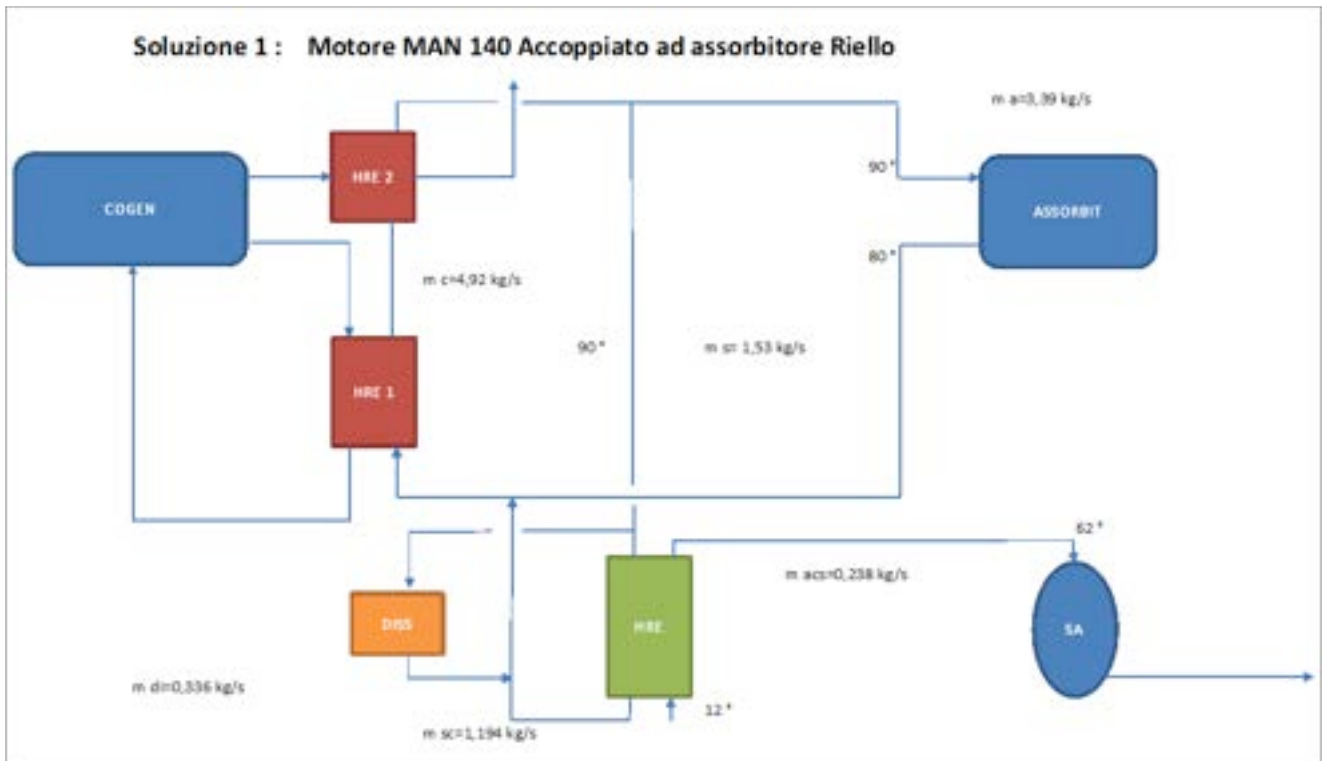 Soluzione 1 : Motore MAN 140 Accoppiato ad assorbitore Riello
m a=3,39 kg/s
HRE 2
90 °
COGEN
ASSORBIT
80 °
m c=4,92 kg/s
90 °
m s= 1,53 kg/s
HRE 1
62 °
m acs=0,238 kg/s
DISS
HRE
SA
m di=0,336 kg/s
12 °
m sc=1,194 kg/s